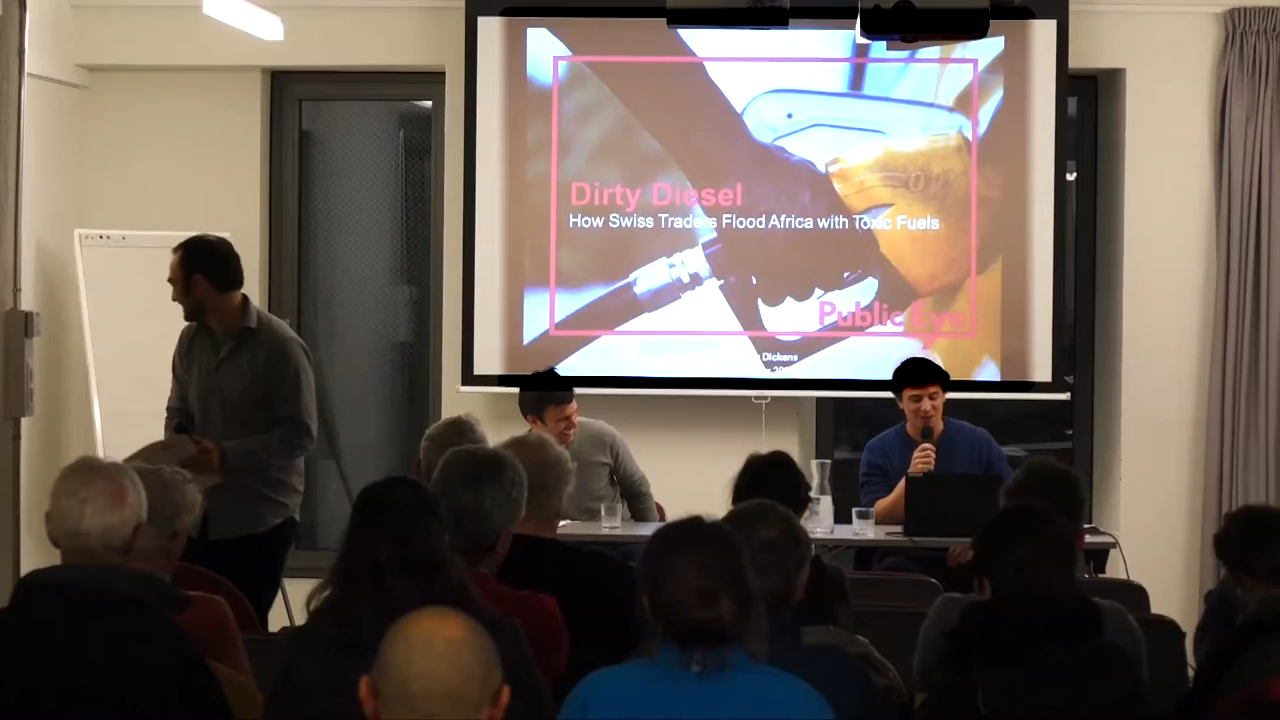 Dirty Diesel
How Swiss Traders Flood Africa with Toxic Fuels
Public Eye
Dickens